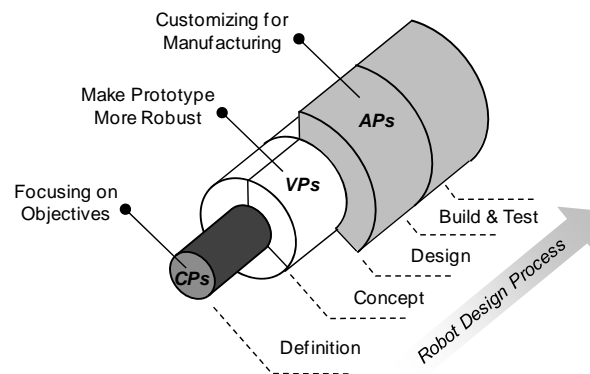 Customizing for
Manufacturing
Make Prototype
More Robust
APs
VPs
Focusing on
Objectives
CPs
Build & Test
Design
Concept
Definition
Robot Design Process